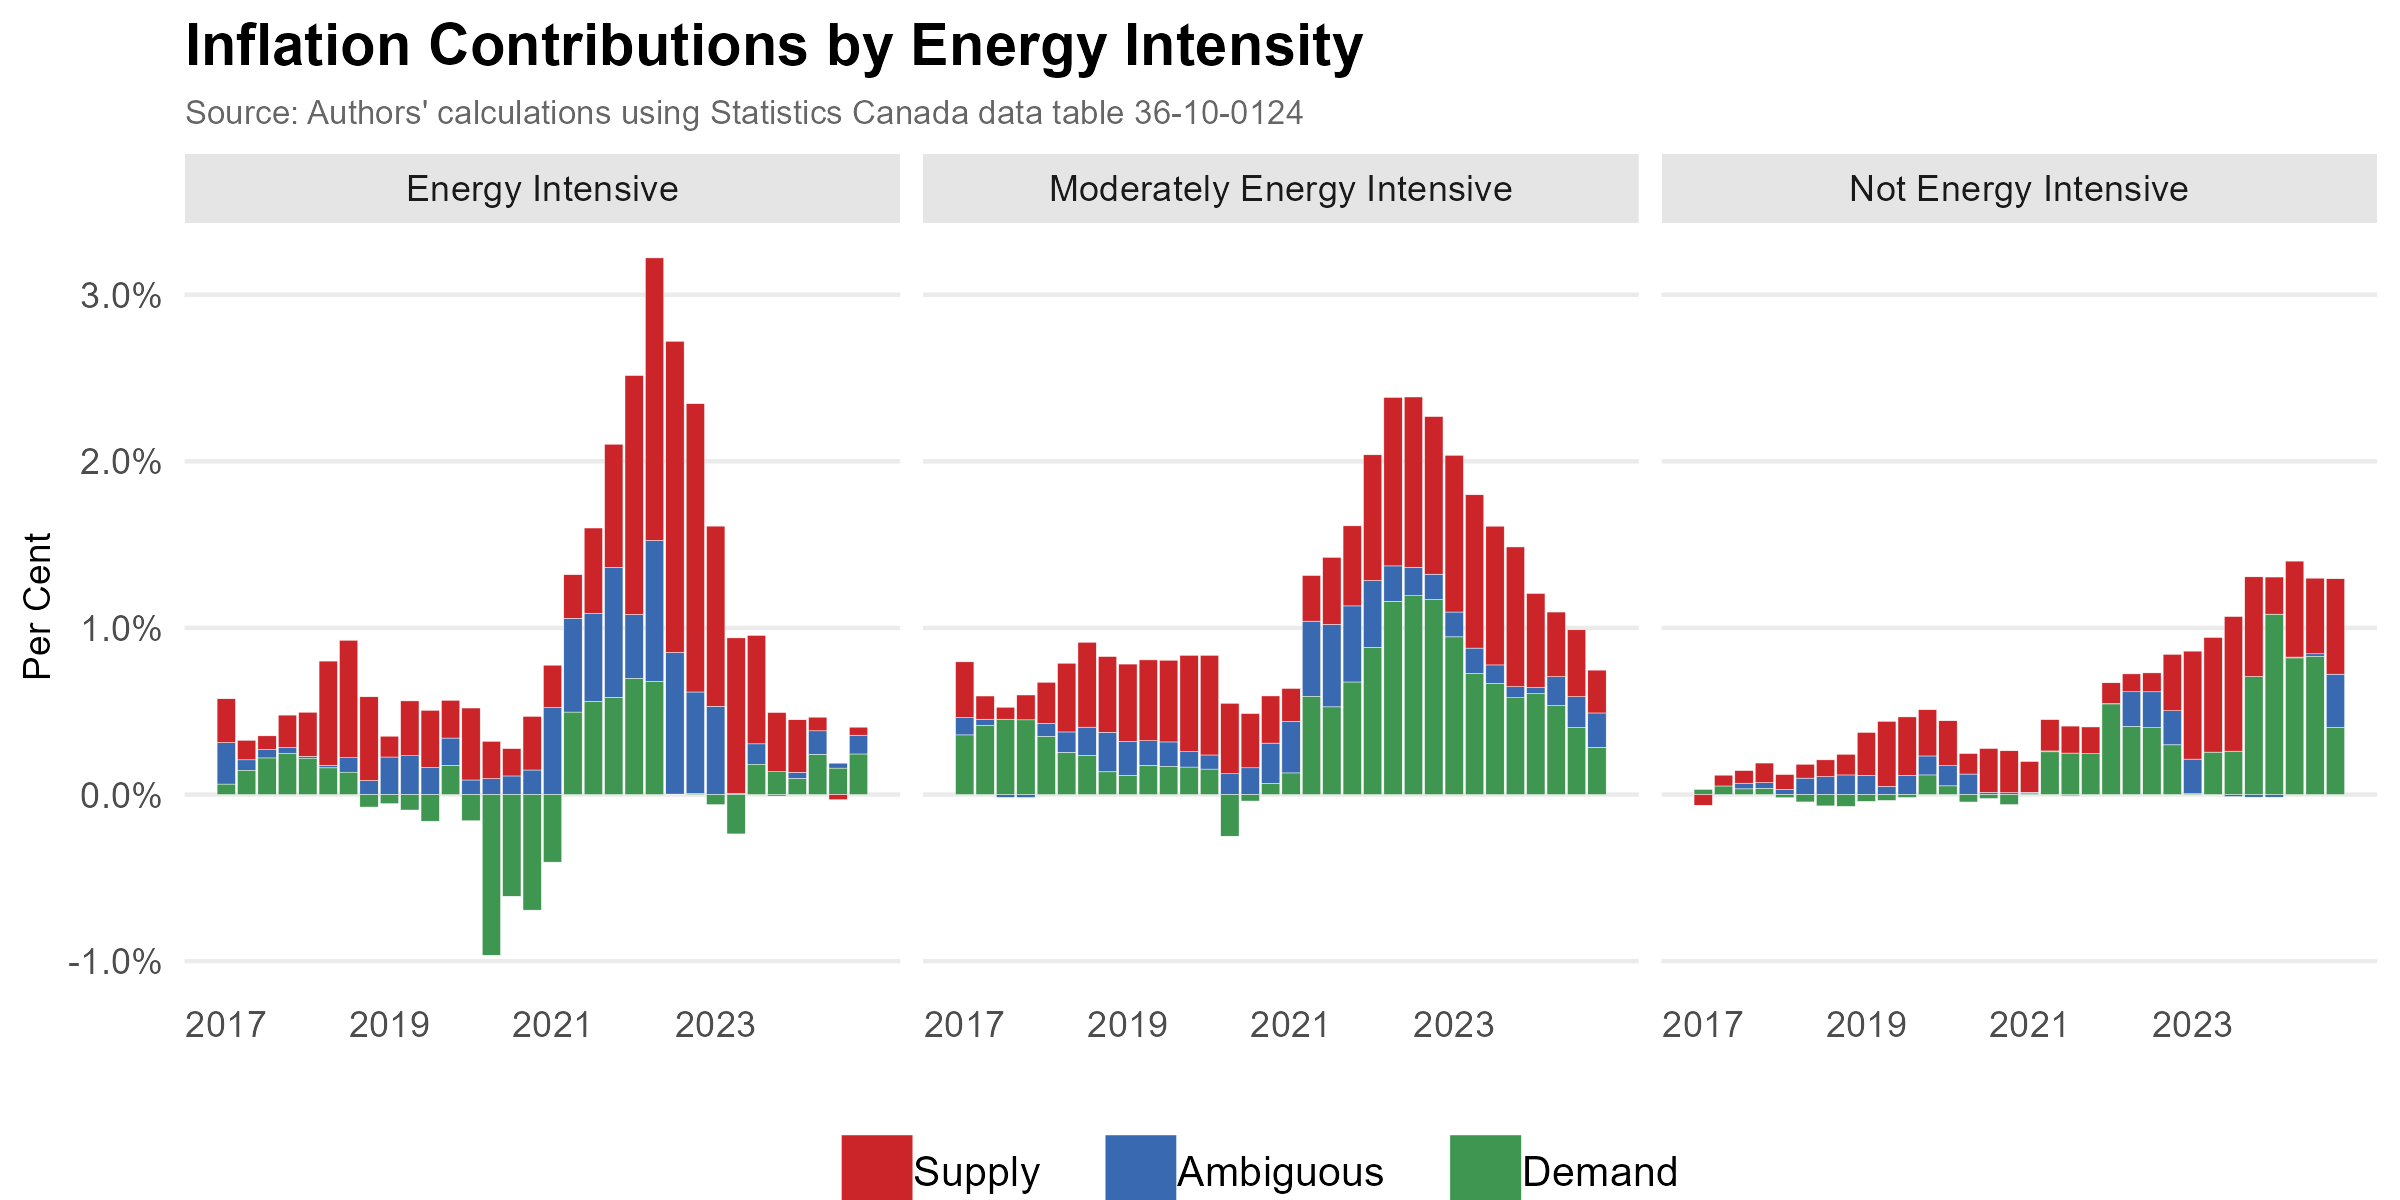 Inflation Contributions by Energy Intensity
Source: Authors' calculations using Statistics Canada data table 36-10-0124
Energy Intensive
Moderately Energy Intensive
Not Energy Intensive
Per Cent
3.0%
2.0%
1.0%
0.0%
-1.0%
2017 2019 2021 2023
2017 2019 2021 2023
2017 2019 2021 2023
Supply
Ambiguous
Demand